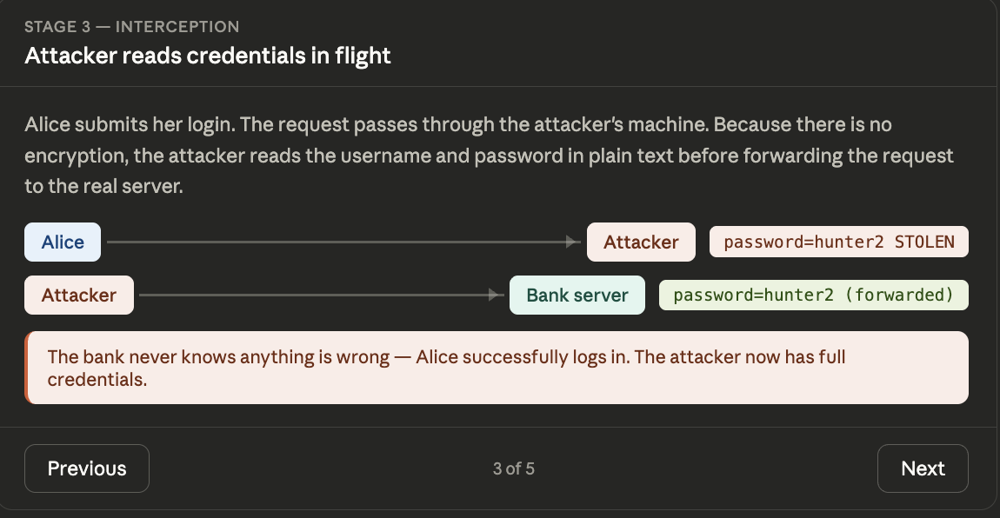 STAGE 3 — INTERCEPTION
Attacker reads credentials in flight
Alice submits her login. The request passes through the attacker's machine. Because there is no
encryption, the attacker reads the username and password in plain text before forwarding the request
to the real server.
Alice Attacker password=hunter2 STOLEN
Attacker Bank server password=hunter2 (forwarded)
The bank never knows anything is wrong — Alice successfully logs in. The attacker now has full
credentials.
Previous 3 of 5 Next